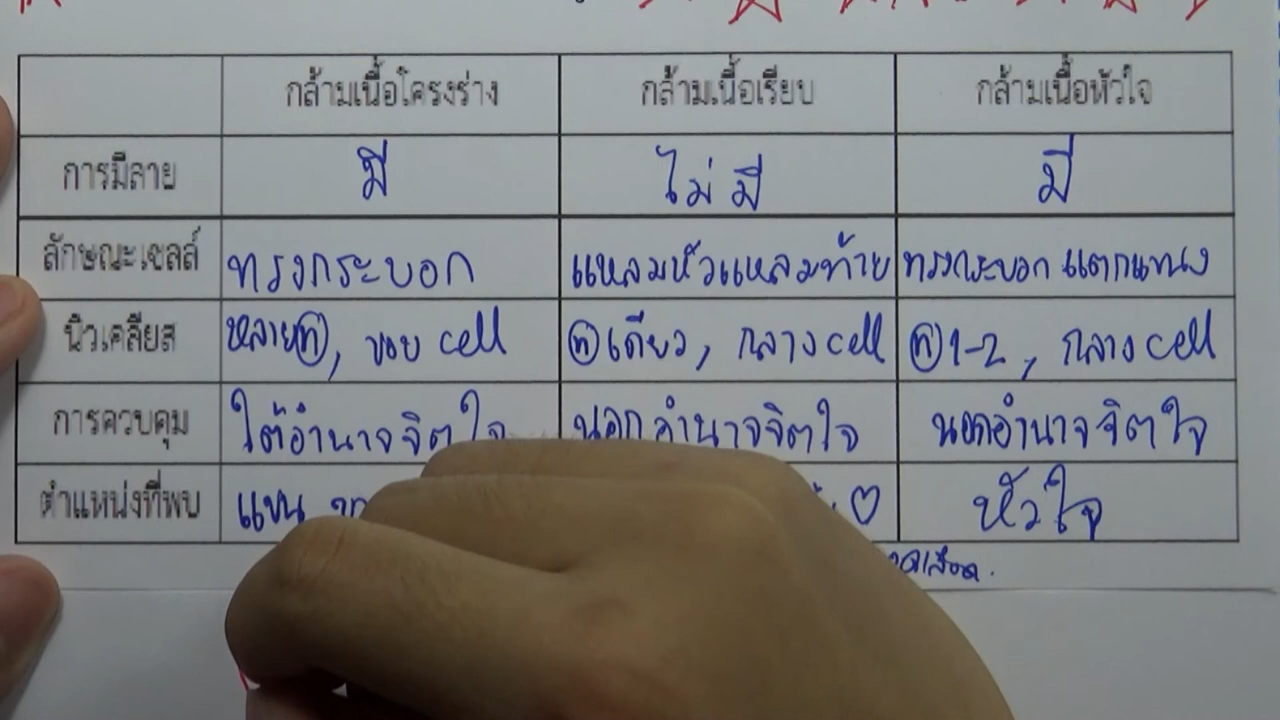 กล้ามเนื้อโครงร่าง กล้ามเนื้อเรียบ กล้ามเนื้อหัวใจ
การมีลาย มี ไม่มี มี
ลักษณะเซลล์ ทรงกระบอก แหลมหัวแหลมท้าย ทรงกระบอก แตกแขนง
นิวเคลียส หลายⓝ, ขอบ cell ⓝเดียว, กลาง cell ⓝ1-2, กลาง cell
การควบคุม ใต้อำนาจจิตใจ นอกอำนาจจิตใจ นอกอำนาจจิตใจ
ตำแหน่งที่พบ แขน ♡ หัวใจ